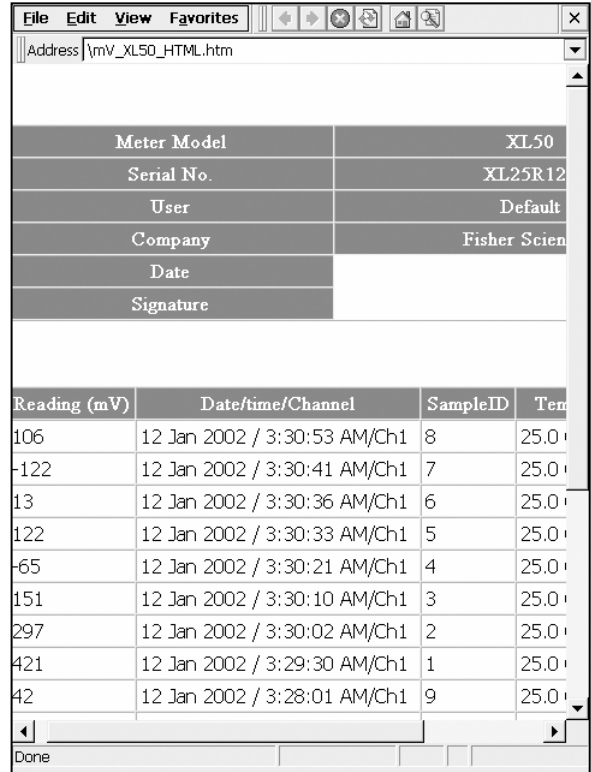 File Edit View Favorites
Address \mV_XL50_HTML.htm
Meter Model XL50
Serial No. XL25R12
User Default
Company Fisher Scien
Date
Signature
Reading (mV) Date/time/Channel SampleID Tem
106 12 Jan 2002 / 3:30:53 AM/Ch1 8 25.0
-122 12 Jan 2002 / 3:30:41 AM/Ch1 7 25.0
13 12 Jan 2002 / 3:30:36 AM/Ch1 6 25.0
122 12 Jan 2002 / 3:30:33 AM/Ch1 5 25.0
-65 12 Jan 2002 / 3:30:21 AM/Ch1 4 25.0
151 12 Jan 2002 / 3:30:10 AM/Ch1 3 25.0
297 12 Jan 2002 / 3:30:02 AM/Ch1 2 25.0
421 12 Jan 2002 / 3:29:30 AM/Ch1 1 25.0
42 12 Jan 2002 / 3:28:01 AM/Ch1 9 25.0
Done